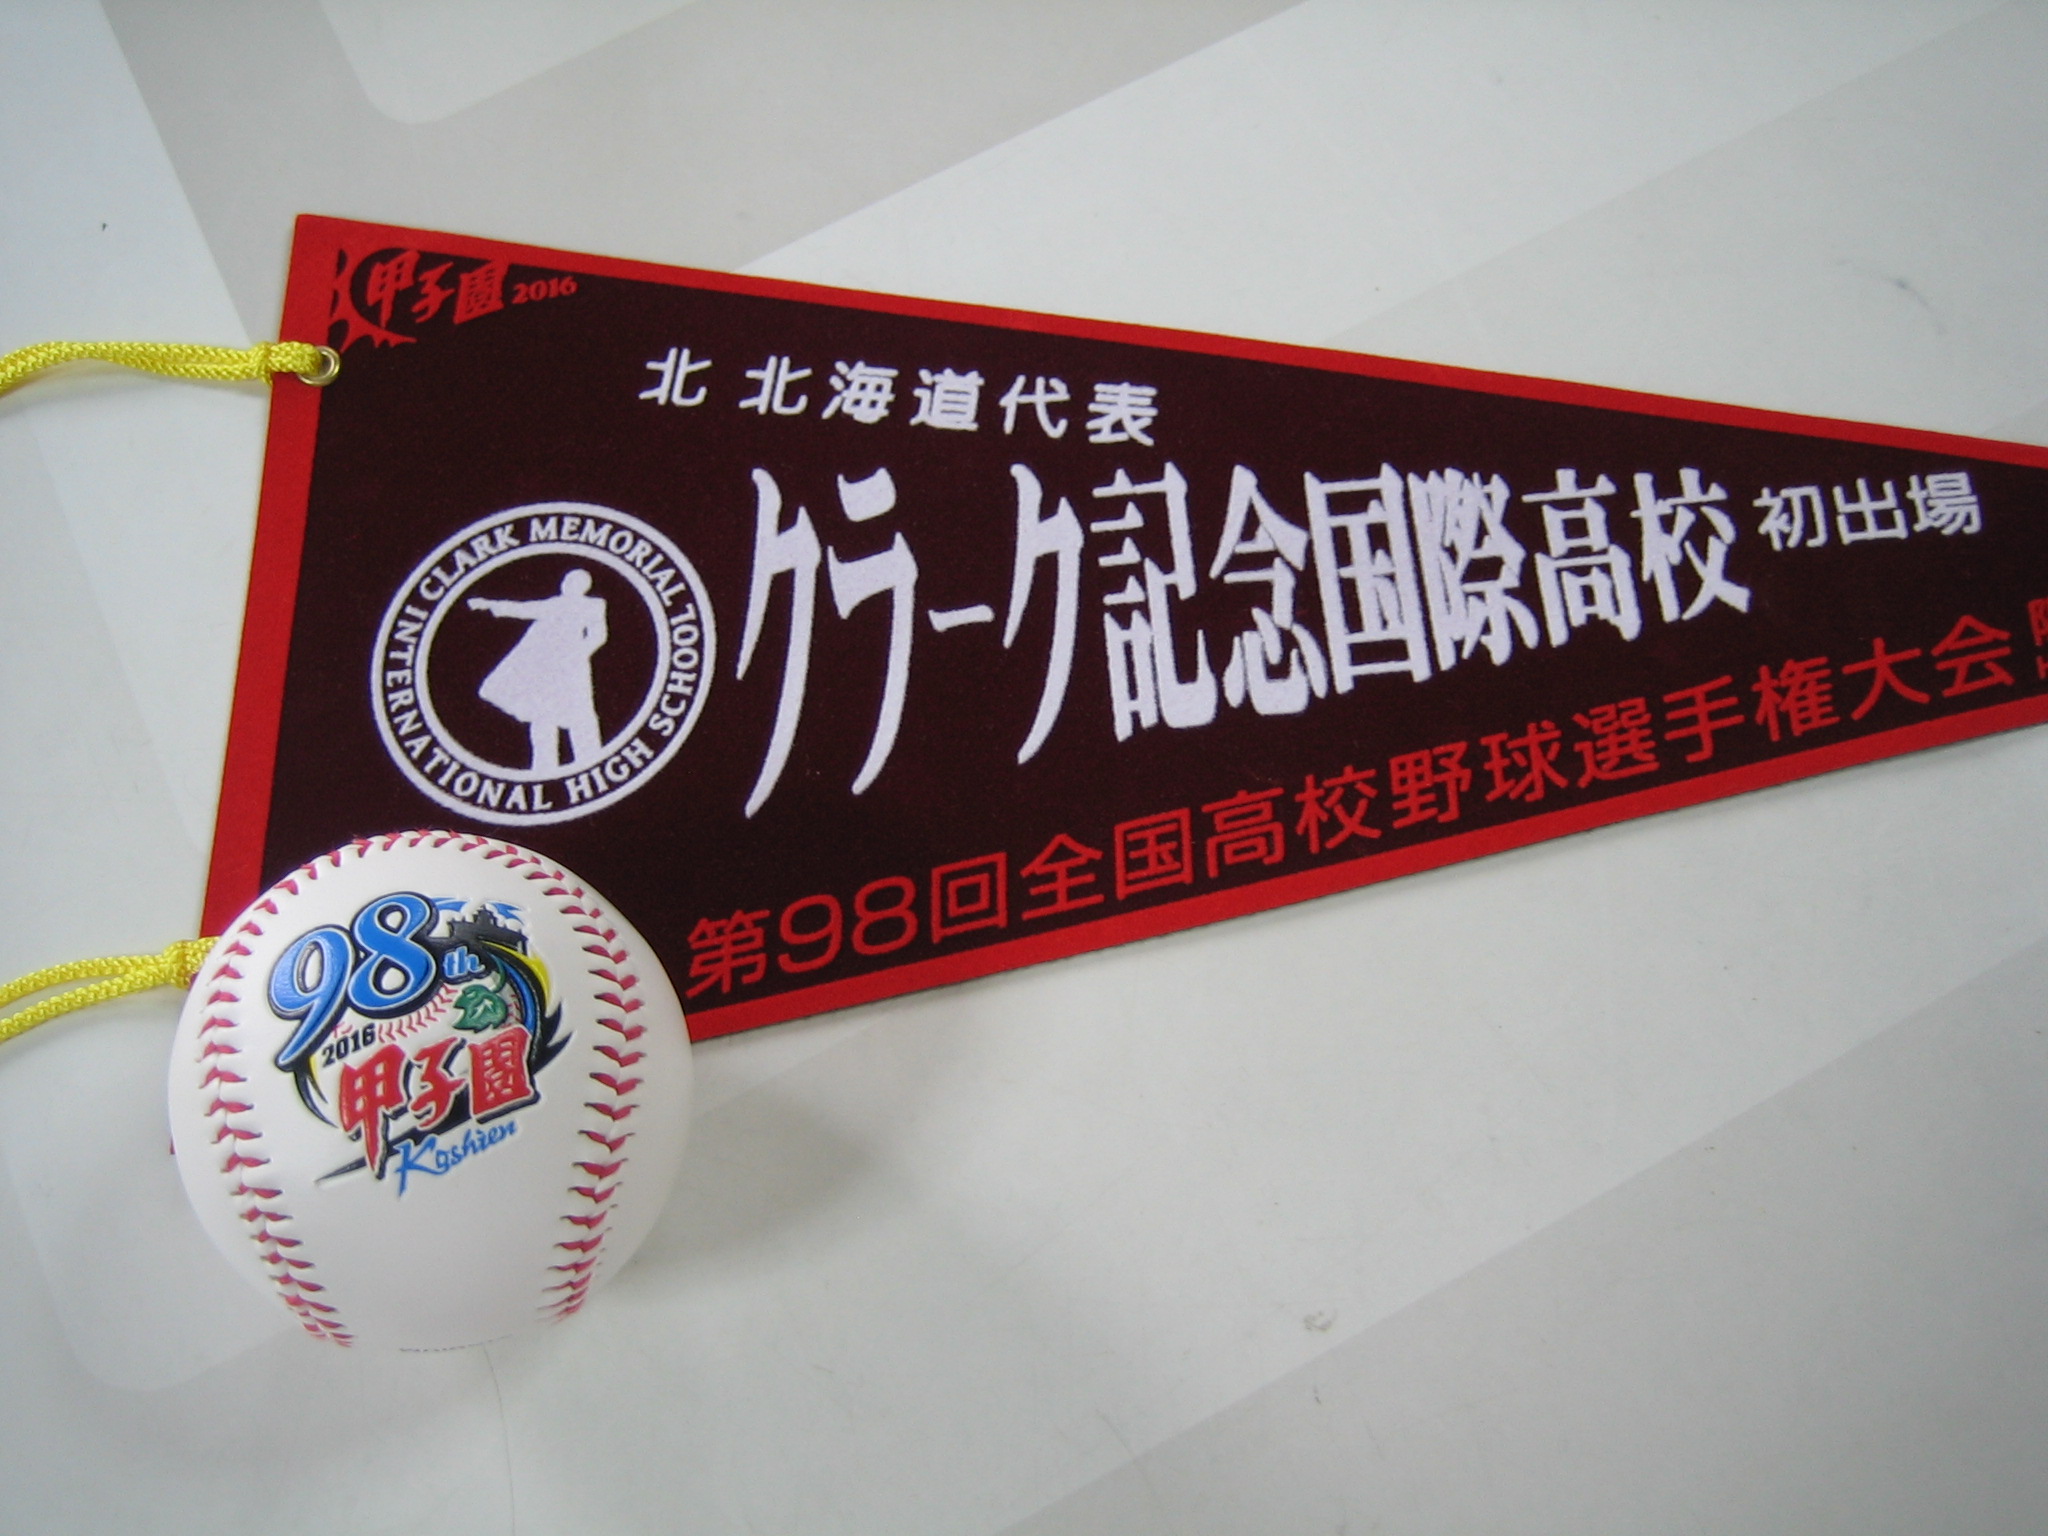 甲子園 2016
北北海道代表
クラーク記念国際高校 初出場
CLARK MEMORIAL
INTERNATIONAL HIGH SCHOOL
第98回全国高校野球選手権大会
98th
2016
甲子園
Koshien